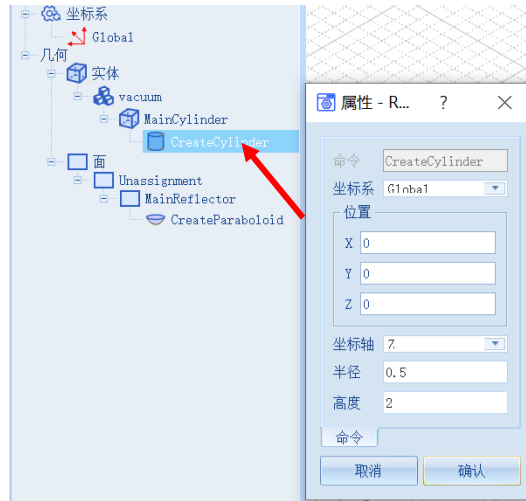 坐标系
Global
几何
实体
vacuum
MainCylinder
CreateCylinder
面
Unassignment
MainReflector
CreateParaboloid
属性 - R... ?
命令 CreateCylinder
坐标系 Global
位置
X 0
Y 0
Z 0
坐标轴 Z
半径 0.5
高度 2
命令
取消 确认